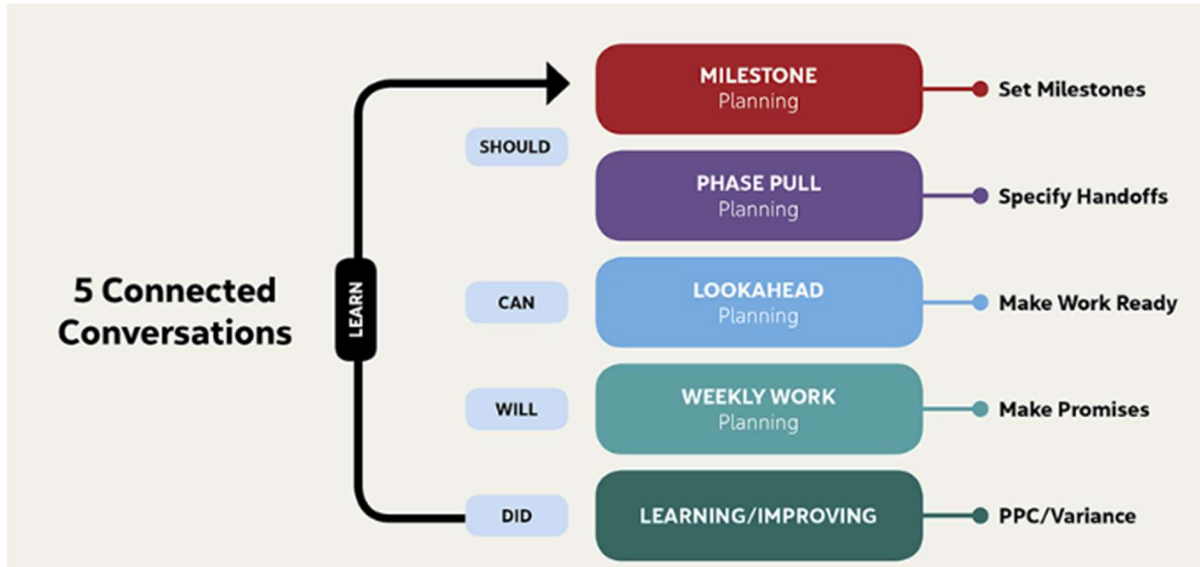 5 Connected
Conversations
LEARN
SHOULD
CAN
WILL
DID
MILESTONE
Planning
Set Milestones
PHASE PULL
Planning
Specify Handoffs
LOOKAHEAD
Planning
Make Work Ready
WEEKLY WORK
Planning
Make Promises
LEARNING/IMPROVING
PPC/Variance